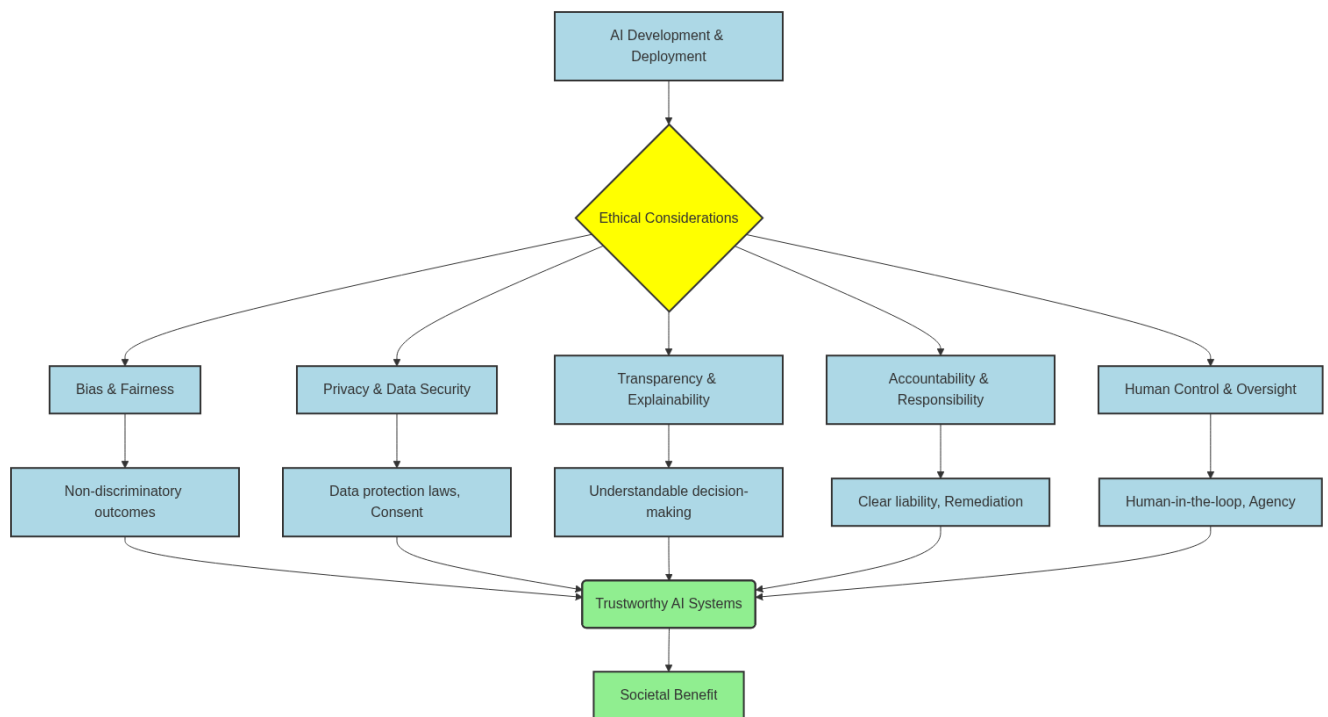 AI Development &
Deployment
Ethical Considerations
Bias & Fairness
Privacy & Data Security
Transparency &
Explainability
Accountability &
Responsibility
Human Control & Oversight
Non-discriminatory
outcomes
Data protection laws,
Consent
Understandable decision-
making
Clear liability, Remediation
Human-in-the-loop, Agency
Trustworthy AI Systems
Societal Benefit